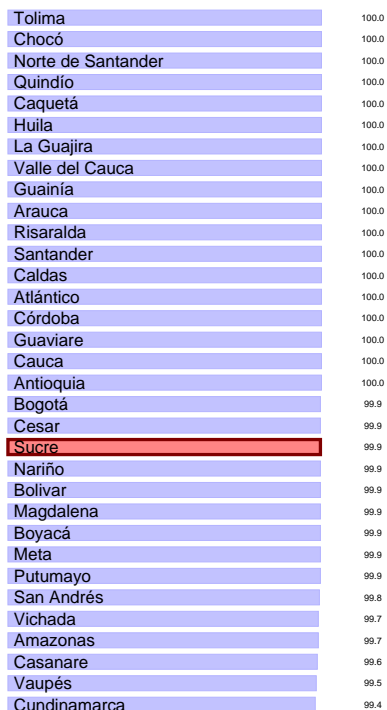 Tolima 100.0
Chocó 100.0
Norte de Santander 100.0
Quindío 100.0
Caquetá 100.0
Huila 100.0
La Guajira 100.0
Valle del Cauca 100.0
Guainía 100.0
Arauca 100.0
Risaralda 100.0
Santander 100.0
Caldas 100.0
Atlántico 100.0
Córdoba 100.0
Guaviare 100.0
Cauca 100.0
Antioquia 100.0
Bogotá 99.9
Cesar 99.9
Sucre 99.9
Nariño 99.9
Bolivar 99.9
Magdalena 99.9
Boyacá 99.9
Meta 99.9
Putumayo 99.9
San Andrés 99.8
Vichada 99.7
Amazonas 99.7
Casanare 99.6
Vaupés 99.5
Cundinamarca 99.4